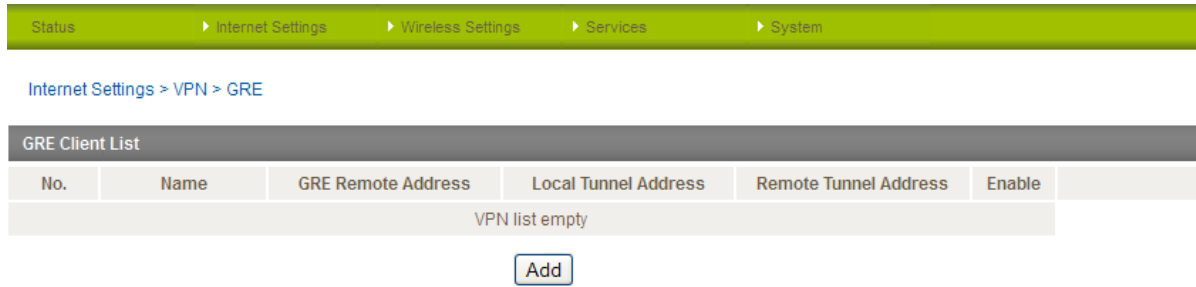 Status Internet Settings Wireless Settings Services System
Internet Settings > VPN > GRE
GRE Client List
No. Name GRE Remote Address Local Tunnel Address Remote Tunnel Address Enable
VPN list empty
Add